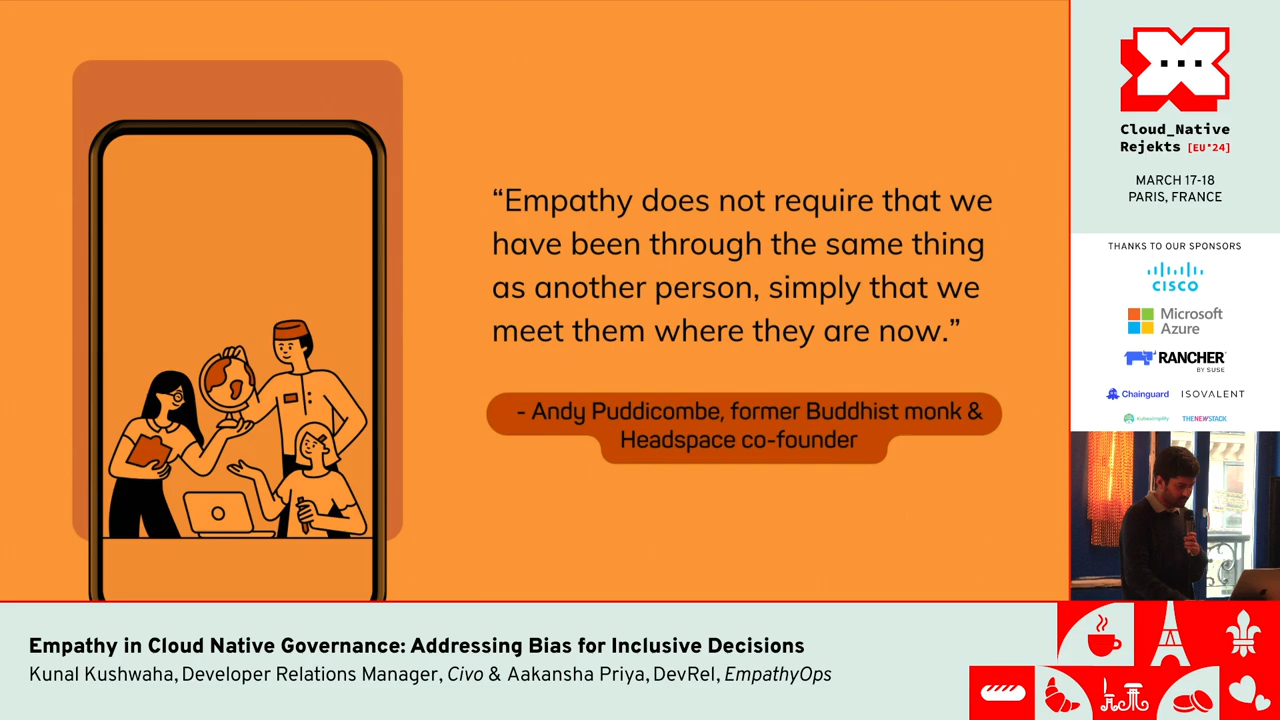 “Empathy does not require that we
have been through the same thing
as another person, simply that we
meet them where they are now.”
- Andy Puddicombe, former Buddhist monk &
Headspace co-founder
Cloud_Native
Rejekts [EU'24]
MARCH 17-18
PARIS, FRANCE
THANKS TO OUR SPONSORS
CISCO
Microsoft
Azure
RANCHER
BY SUSE
Chainguard
ISOVALENT
Kubesimplify
THENEWSTACK
Empathy in Cloud Native Governance: Addressing Bias for Inclusive Decisions
Kunal Kushwaha, Developer Relations Manager, Civo & Aakansha Priya, DevRel, EmpathyOps